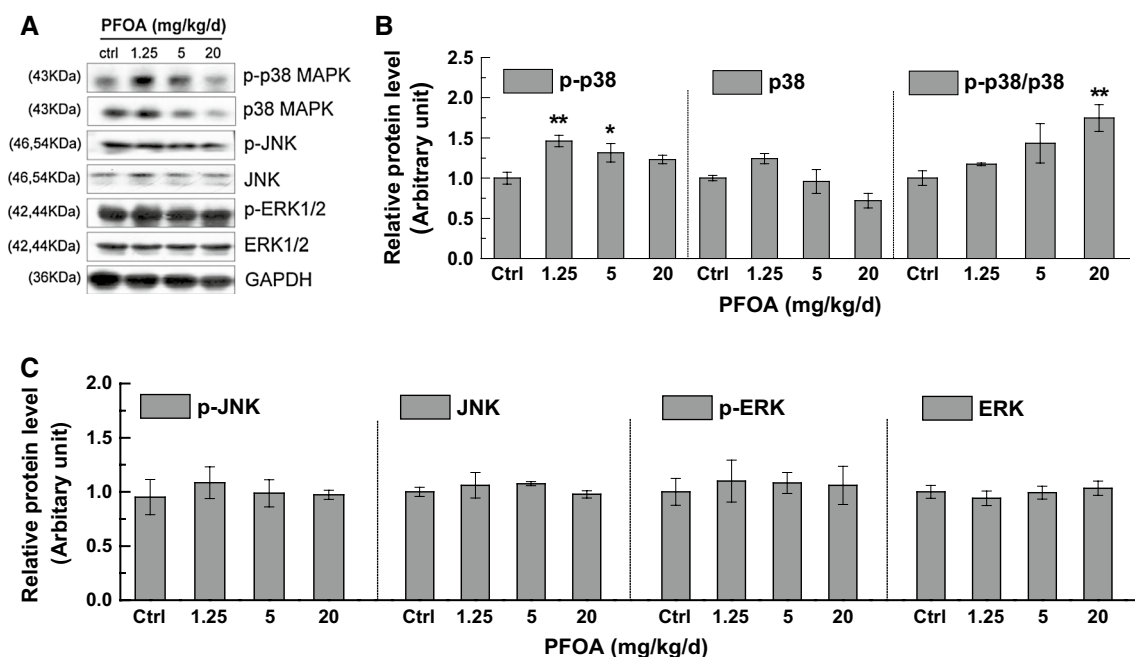 A
PFOA (mg/kg/d)
ctrl 1.25 5 20
(43KDa) p-p38 MAPK
(43KDa) p38 MAPK
(46,54KDa) p-JNK
(46,54KDa) JNK
(42,44KDa) p-ERK1/2
(42,44KDa) ERK1/2
(36KDa) GAPDH
B
Relative protein level
(Arbitrary unit)
2.5
2.0
1.5
1.0
0.5
0.0
p-p38 p38 p-p38/p38
** * **
Ctrl 1.25 5 20 Ctrl 1.25 5 20 Ctrl 1.25 5 20
PFOA (mg/kg/d)
C
Relative protein level
(Arbitary unit)
2.0
1.5
1.0
0.5
0.0
p-JNK JNK p-ERK ERK
Ctrl 1.25 5 20 Ctrl 1.25 5 20 Ctrl 1.25 5 20 Ctrl 1.25 5 20
PFOA (mg/kg/d)